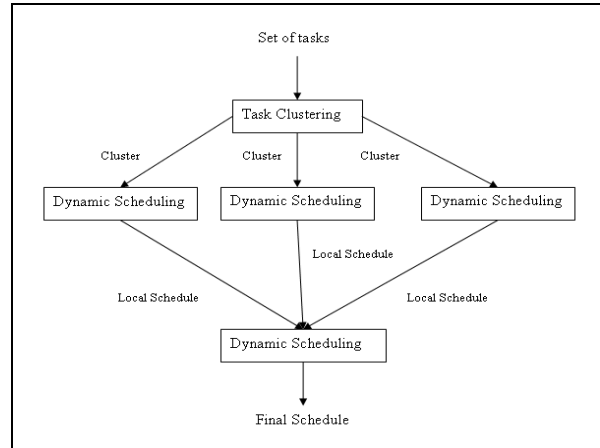 Set of tasks
Task Clustering
Cluster
Cluster
Cluster
Dynamic Scheduling
Dynamic Scheduling
Dynamic Scheduling
Local Schedule
Local Schedule
Local Schedule
Dynamic Scheduling
Final Schedule